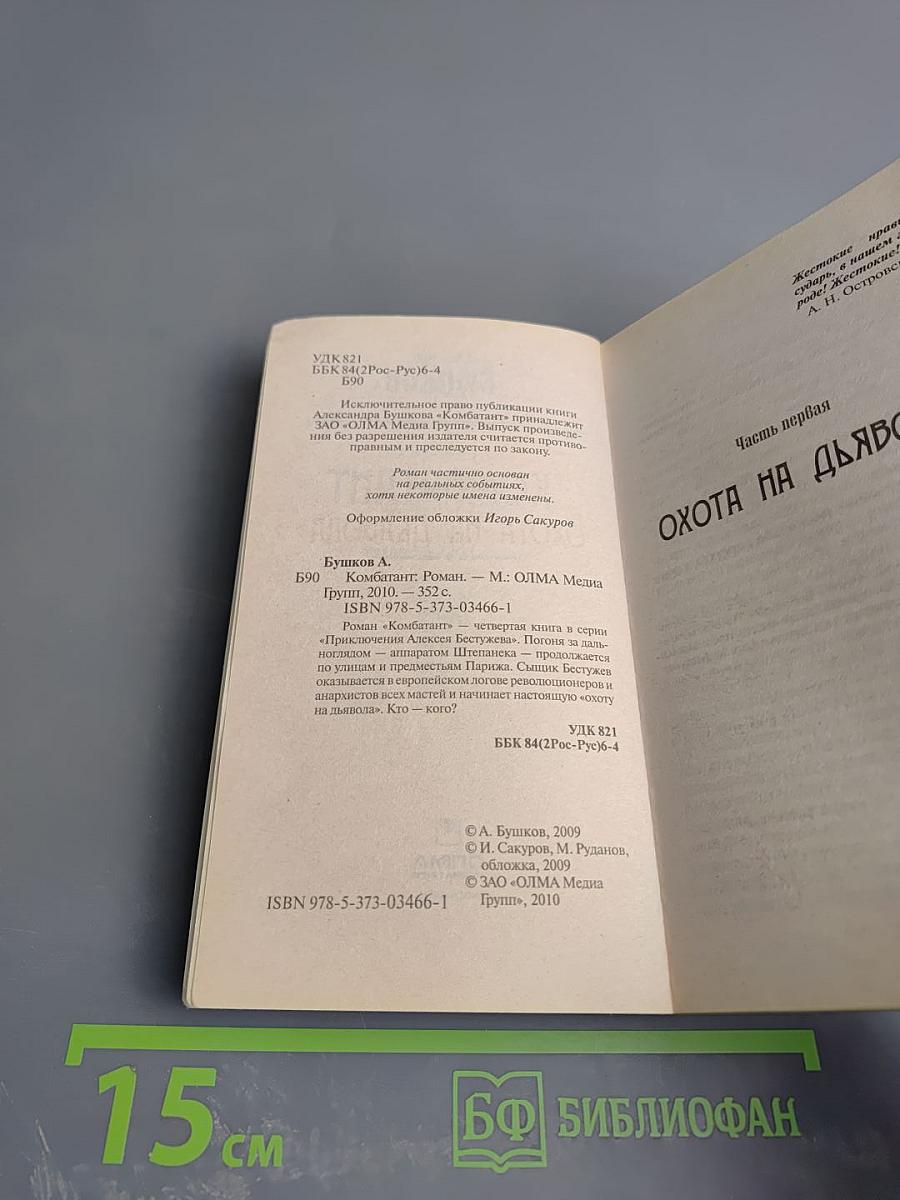 УДК 821
ББК 84(2Рос-Рус)6-4
Б90
Исключительное право публикации книги
Александра Бушкова «Комбатант» принадлежит
ЗАО «ОЛМА Медиа Групп». Выпуск произведе-
ния без разрешения издателя считается противо-
правным и преследуется по закону.
Роман частично основан
на реальных событиях,
хотя некоторые имена изменены.
Оформление обложки Игорь Сакуров
Бушков А.
Б90 Комбатант: Роман. — М.: ОЛМА Медиа
Групп, 2010. — 352 с.
ISBN 978-5-373-03466-1
Роман «Комбатант» — четвертая книга в серии
«Приключения Алексея Бестужева». Погоня за даль-
ноглядом — аппаратом Штепанека — продолжается
по улицам и предместьям Парижа. Сыщик Бестужев
оказывается в европейском логове революционеров и
анархистов всех мастей и начинает настоящую «охоту
на дьявола». Кто — кого?
УДК 821
ББК 84(2Рос-Рус)6-4
© А. Бушков, 2009
© И. Сакуров, М. Руданов,
обложка, 2009
© ЗАО «ОЛМА Медиа
Групп», 2010
ISBN 978-5-373-03466-1
Жестокие
сударь, в нашем
роде! Жестокие!
А. Н.
Часть первая
ОХОТА НА
15 см
БФ БИБЛИОФАН